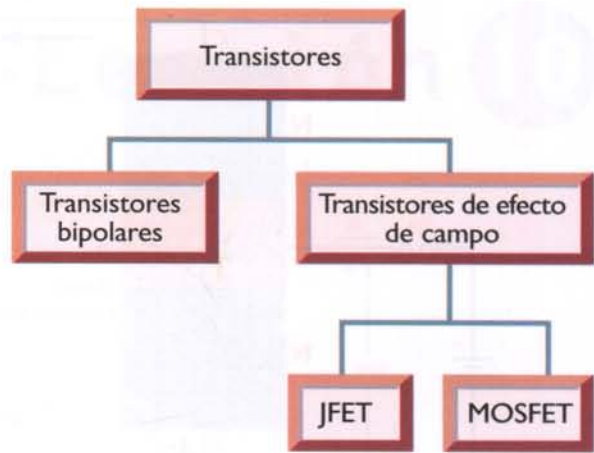 Transistores
Transistores
bipolares
Transistores de efecto
de campo
JFET
MOSFET